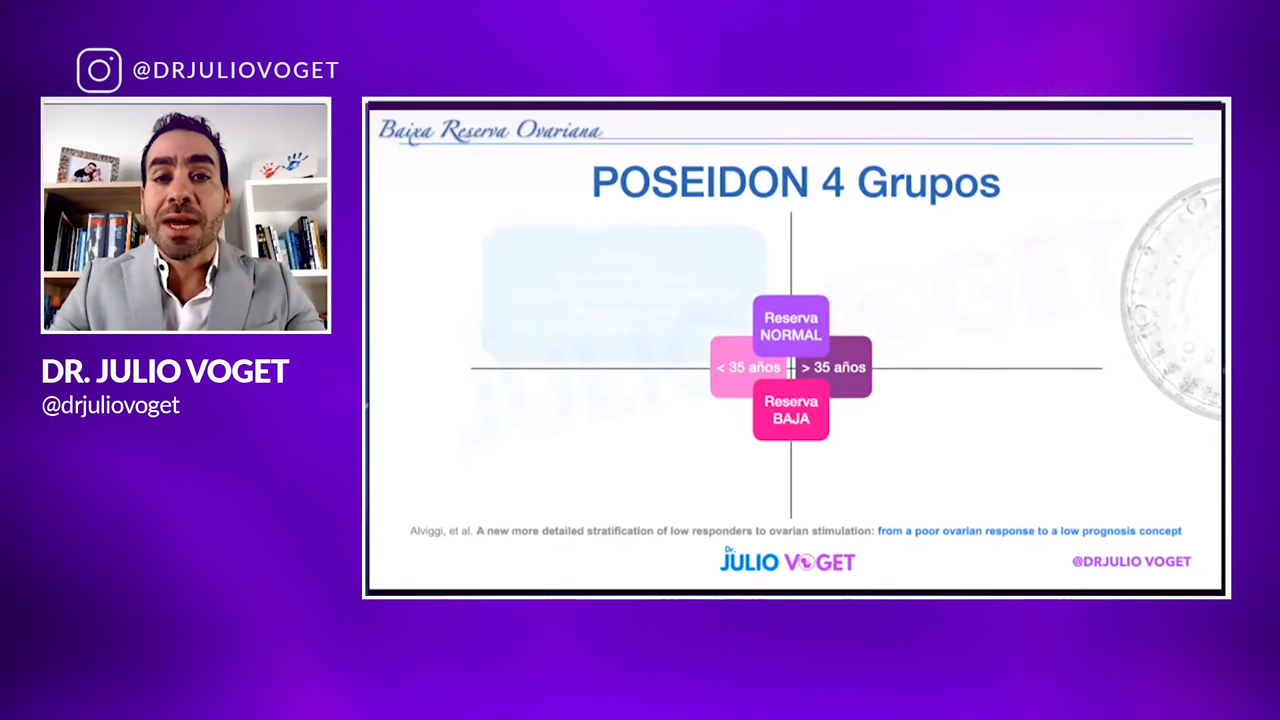 @DRJULIOVOGET
DR. JULIO VOGET
@drjuliovoget
Baixa Reserva Ovariana
POSEIDON 4 Grupos
Reserva
NORMAL
< 35 años
> 35 años
Reserva
BAJA
Alviggi, et al. A new more detailed stratification of low responders to ovarian stimulation: from a poor ovarian response to a low prognosis concept
Dr.
JULIO VOGET
@DRJULIO VOGET
JULIO VOGET